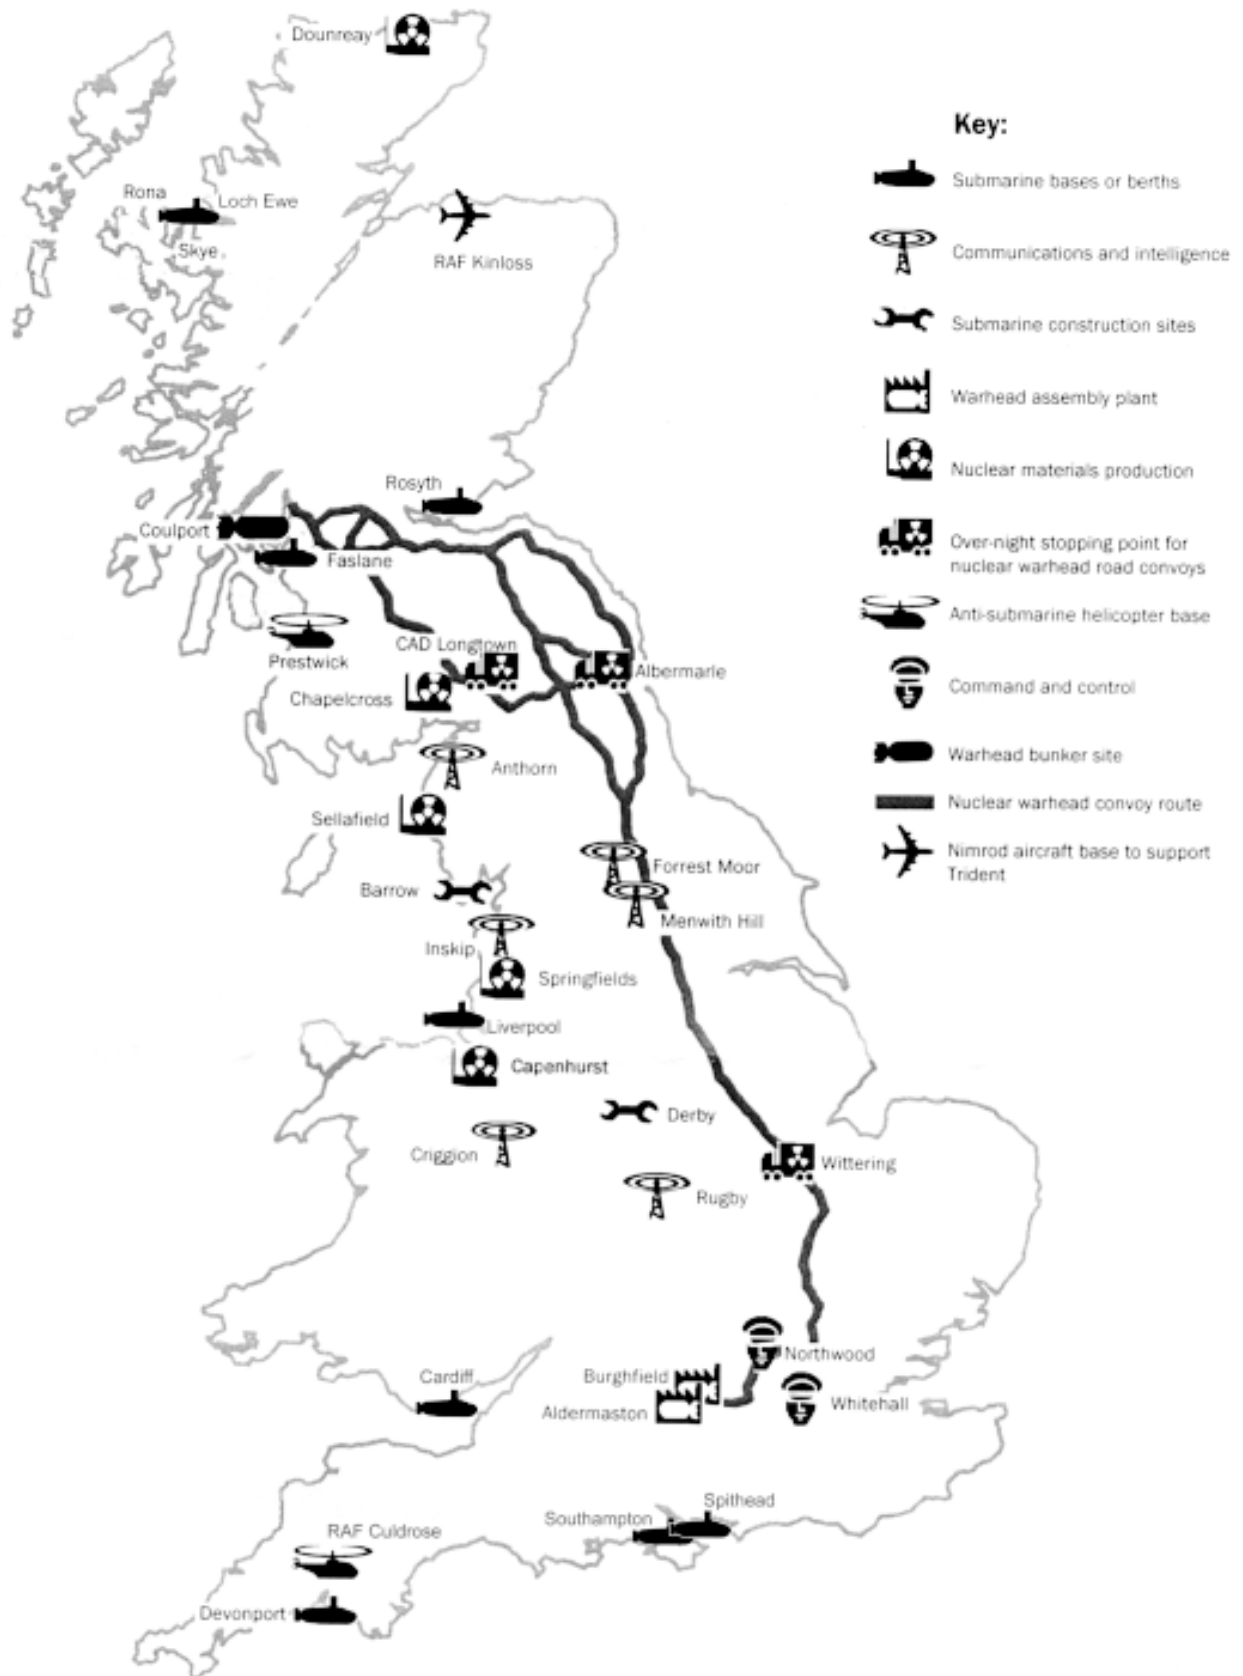 Dounreay
Key:
Submarine bases or berths
Rona
Loch Ewe
Skye
RAF Kinloss
Communications and intelligence
Submarine construction sites
Warhead assembly plant
Nuclear materials production
Rosyth
Coulport
Faslane
Over-night stopping point for
nuclear warhead road convoys
Anti-submarine helicopter base
Prestwick
CAD Longtown
Albermarle
Chapelcross
Command and control
Anthorn
Warhead bunker site
Nuclear warhead convoy route
Sellafield
Nimrod aircraft base to support
Trident
Forrest Moor
Barrow
Menwith Hill
Inskip
Springfields
Liverpool
Capenhurst
Derby
Criggion
Wittering
Rugby
Northwood
Cardiff
Burghfield
Aldermaston
Whitehall
Spithead
Southampton
RAF Culdrose
Devonport